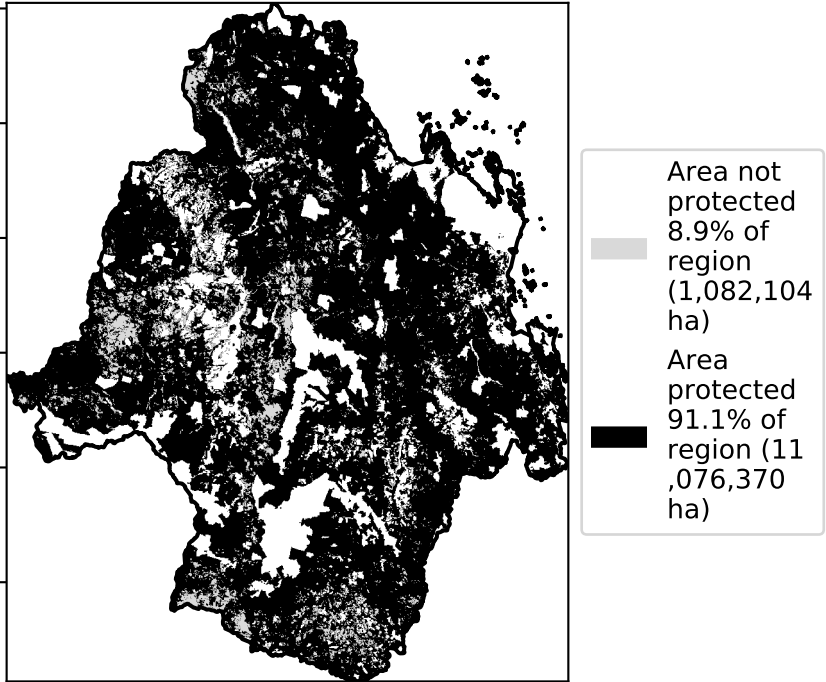 Area not
protected
8.9% of
region
(1,082,104
ha)
Area
protected
91.1% of
region (11
,076,370
ha)